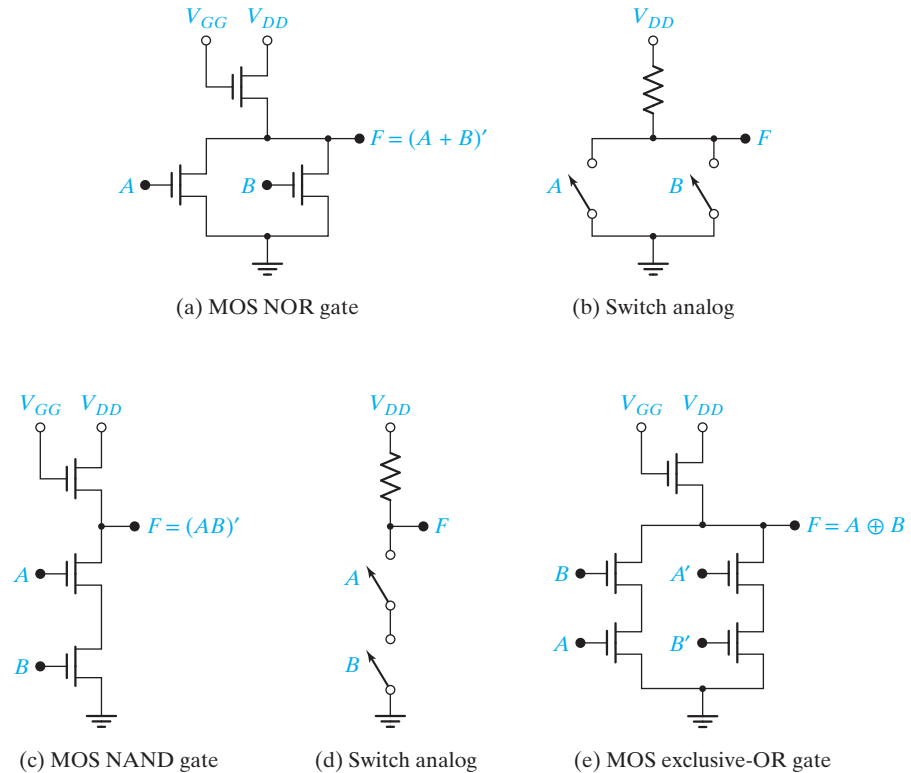 V_GG V_DD
F = (A + B)′
A B
(a) MOS NOR gate
V_DD
F
A B
(b) Switch analog
V_GG V_DD
F = (AB)′
A
B
(c) MOS NAND gate
V_DD
F
A
B
(d) Switch analog
V_GG V_DD
F = A ⊕ B
B A′
A B′
(e) MOS exclusive-OR gate